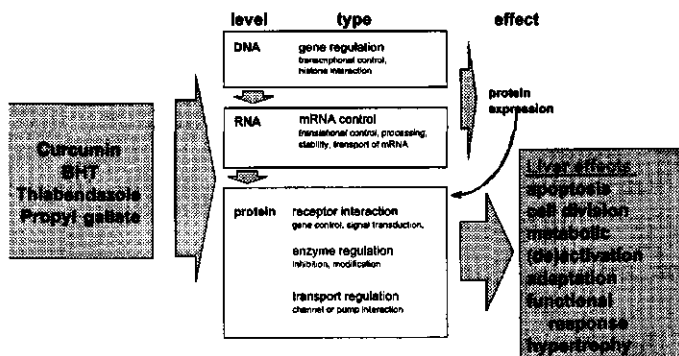 level type effect
DNA gene regulation
transcriptional control,
histone interaction
protein
expression
RNA mRNA control
translational control, processing,
stability, transport of mRNA
Curcumin
BHT
Thiabendazole
Propyl gallate
protein receptor interaction
gene control, signal transduction,
enzyme regulation
inhibition, modification
transport regulation
channel or pump interaction
Liver effects
apoptosis
cell division
metabolic
(de)activation
adaptation
functional
response
hypertrophy